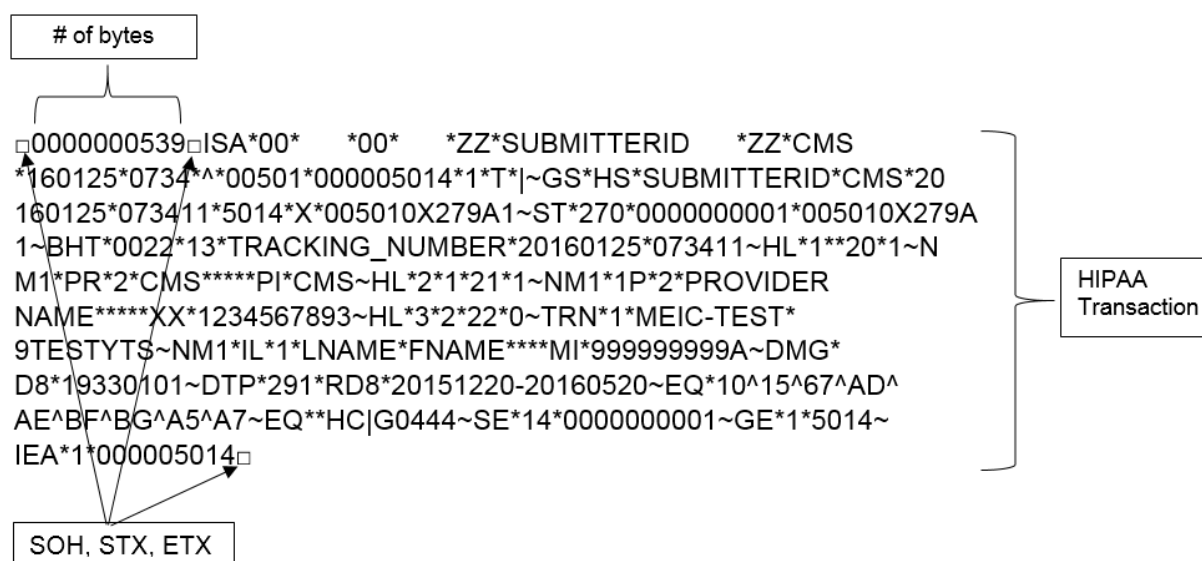 # of bytes
□0000000539□ISA*00*     *00*     *ZZ*SUBMITTERID     *ZZ*CMS
*160125*0734*^*00501*000005014*1*T*|~GS*HS*SUBMITTERID*CMS*20
160125*073411*5014*X*005010X279A1~ST*270*0000000001*005010X279A
1~BHT*0022*13*TRACKING_NUMBER*20160125*073411~HL*1**20*1~N
M1*PR*2*CMS*****PI*CMS~HL*2*1*21*1~NM1*1P*2*PROVIDER
NAME*****XX*1234567893~HL*3*2*22*0~TRN*1*MEIC-TEST*
9TESTYTS~NM1*IL*1*LNAME*FNAME****MI*999999999A~DMG*
D8*19330101~DTP*291*RD8*20151220-20160520~EQ*10^15^67^AD^
AE^BF^BG^A5^A7~EQ**HC|G0444~SE*14*0000000001~GE*1*5014~
IEA*1*000005014□
HIPAA
Transaction
SOH, STX, ETX